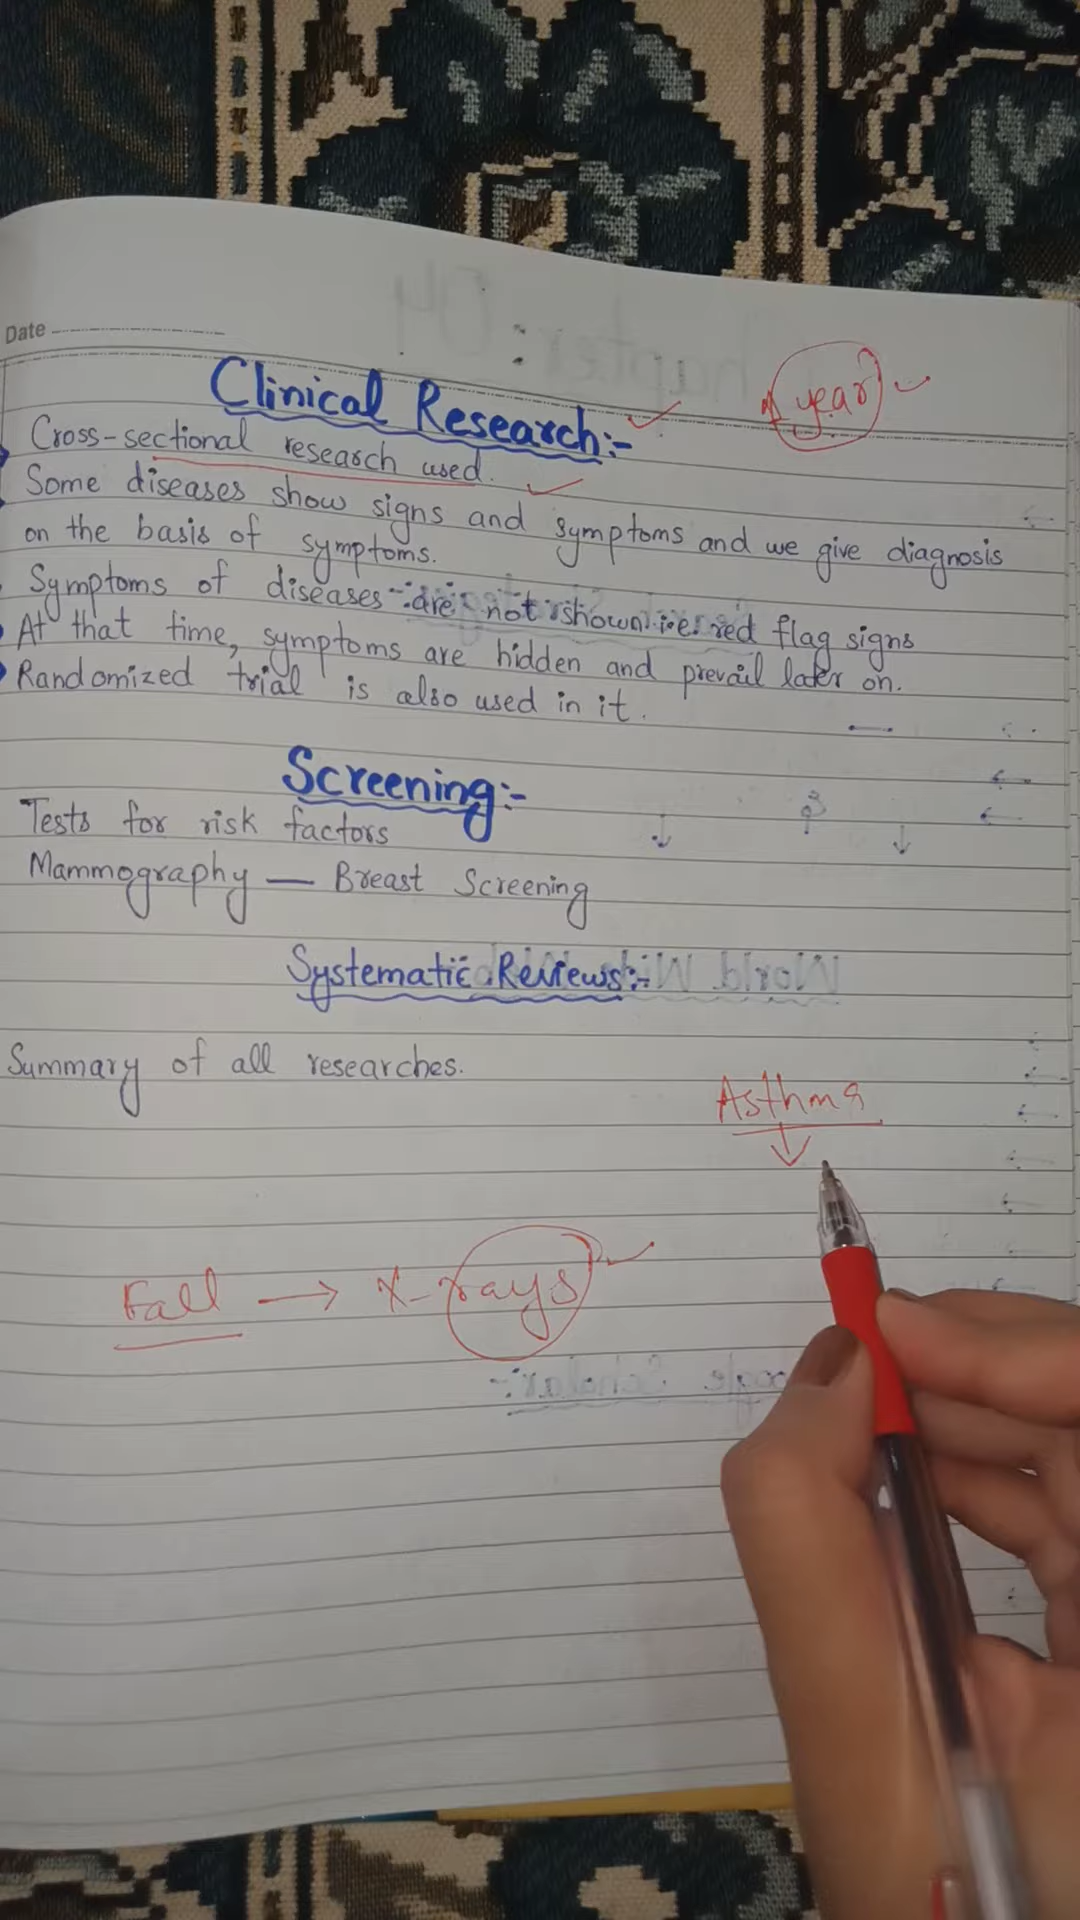 Date
Clinical Research:-
year
Cross-sectional research used.
Some diseases show signs and symptoms and we give diagnosis
on the basis of symptoms.
Symptoms of diseases are not shown i.e. red flag signs
At that time, symptoms are hidden and prevail later on.
Randomized trial is also used in it.
Screening:-
Tests for risk factors
Mammography — Breast Screening
Systematic Reviews:-
Summary of all researches.
Asthma
↓
Fall → X-rays